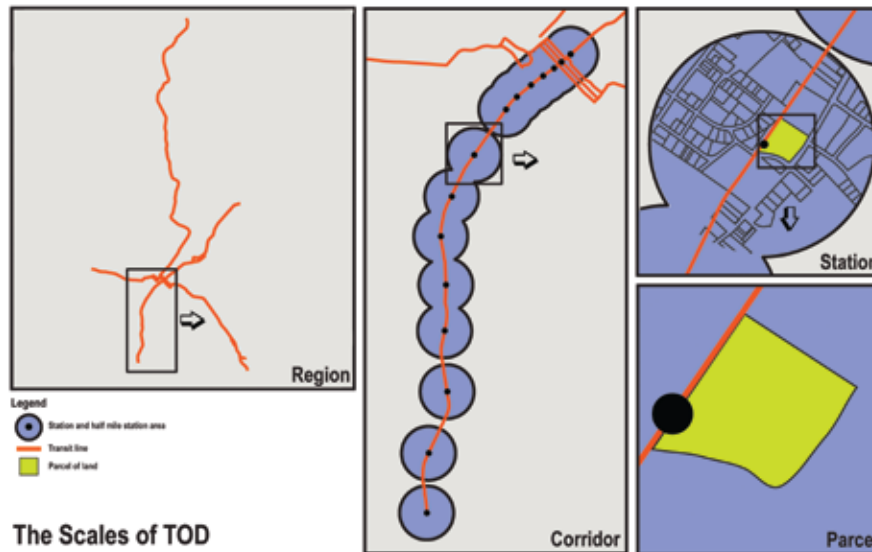 Region
Legend
Station and half mile station area
Transit line
Parcel of land
The Scales of TOD
Corridor
Station
Parcel